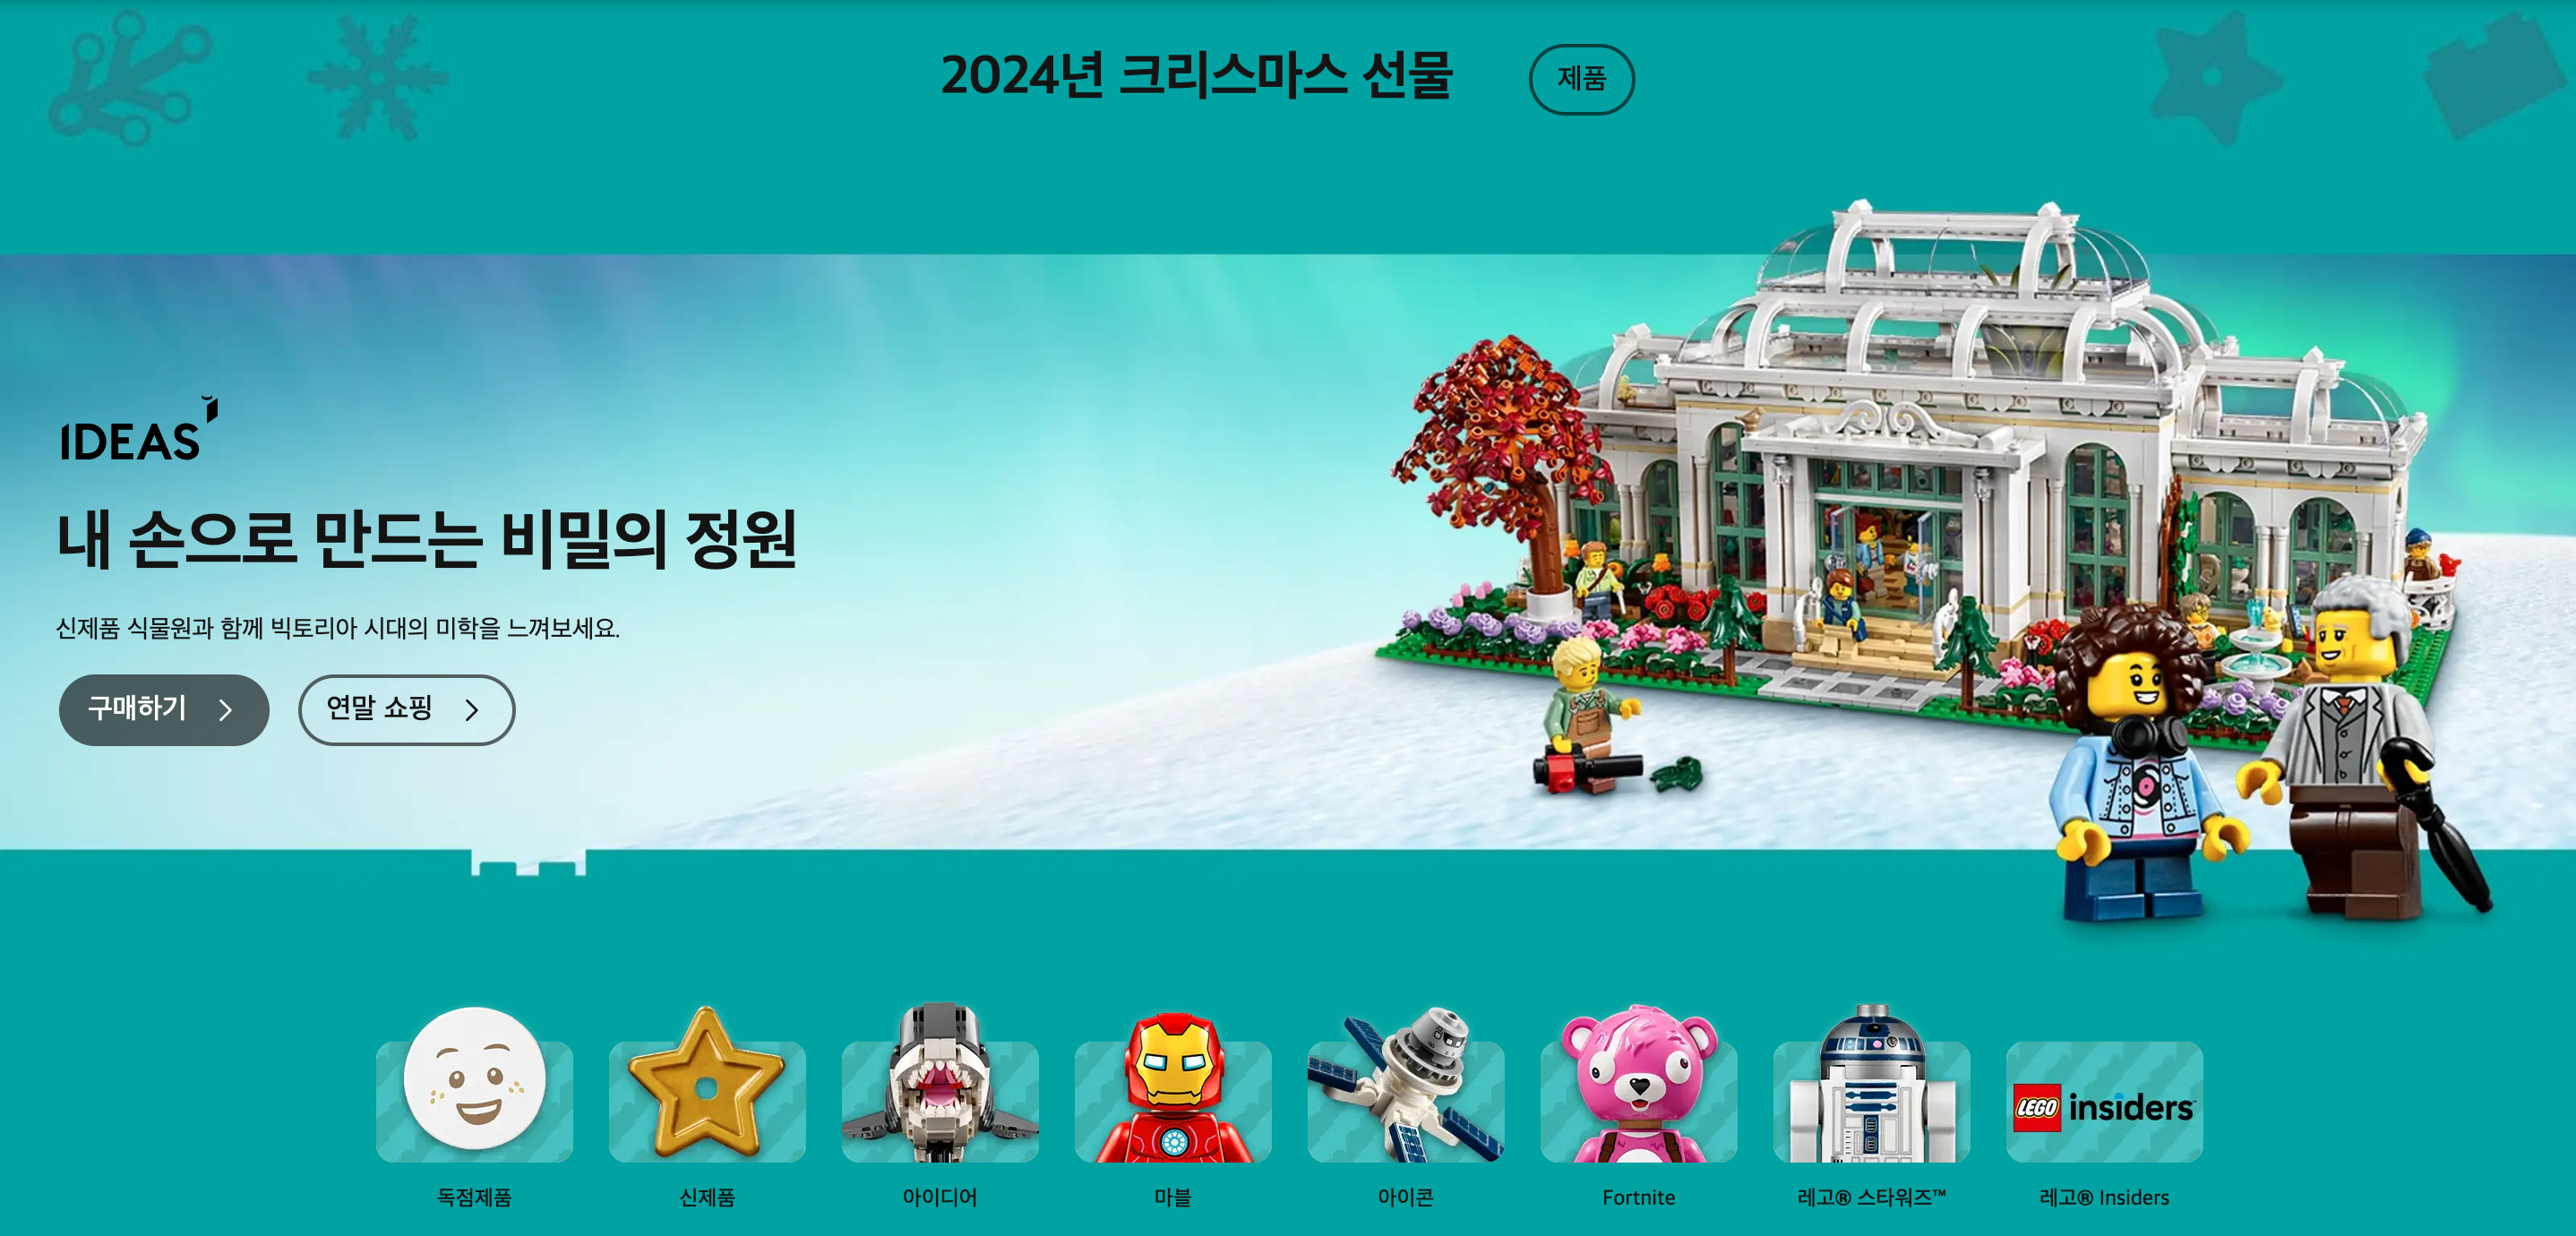 2024년 크리스마스 선물
제품
IDEAS
내 손으로 만드는 비밀의 정원
신제품 식물원과 함께 빅토리아 시대의 미학을 느껴보세요.
구매하기
연말 쇼핑
LEGO insiders
독점제품
신제품
아이디어
마블
아이콘
Fortnite
레고® 스타워즈™
레고® Insiders